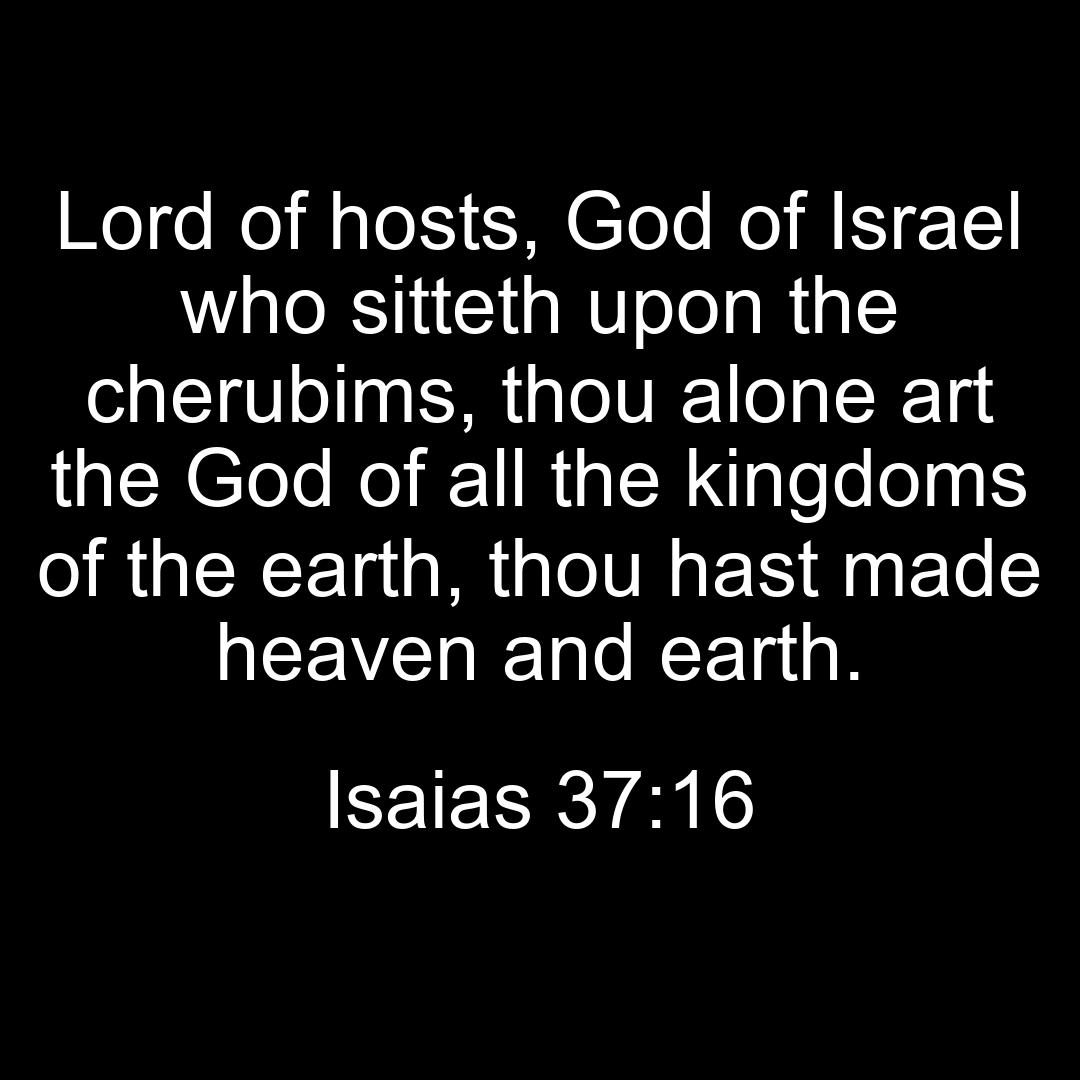 Lord of hosts, God of Israel
who sitteth upon the
cherubims, thou alone art
the God of all the kingdoms
of the earth, thou hast made
heaven and earth.
Isaias 37:16